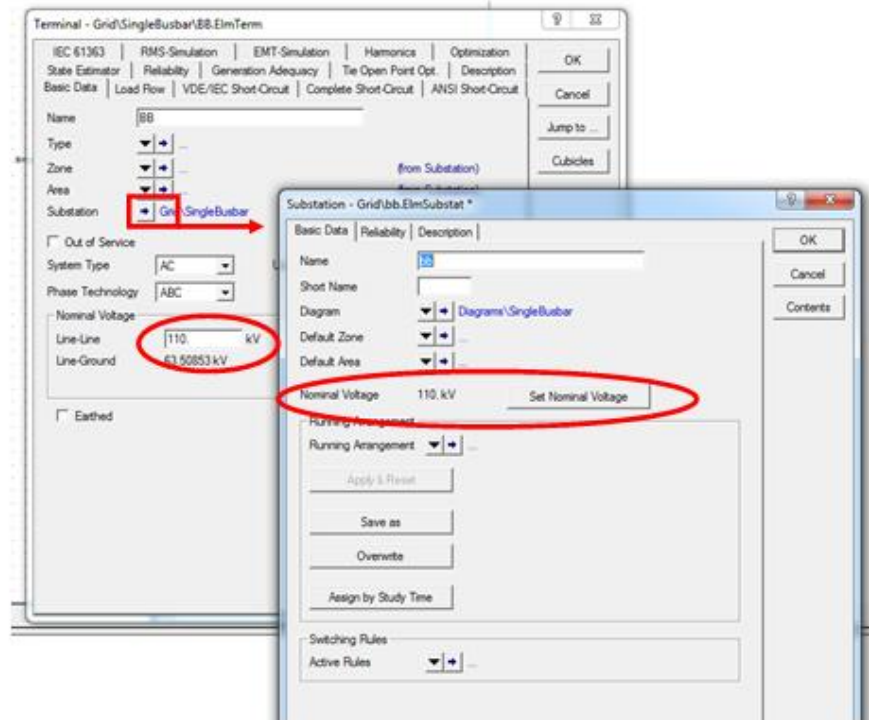 Terminal - Grid\SingleBusbar\BB.ElmTerm
IEC 61363 RMS-Simulation EMT-Simulation Harmonics Optimization
State Estimator Reliability Generation Adequacy Tie Open Point Opt. Description
Basic Data Load Flow VDE/IEC Short-Circuit Complete Short-Circuit ANSI Short-Circuit
OK
Cancel
Jump to ...
Cubicles
Name BB
Type ...
Zone ... (from Substation)
Area ...
Substation Grid\SingleBusbar
Out of Service
System Type AC
Phase Technology ABC
Nominal Voltage
Line-Line 110. kV
Line-Ground 63.50853 kV
Earthed
Substation - Grid\bb.ElmSubstat *
Basic Data Reliability Description
OK
Cancel
Contents
Name bb
Short Name
Diagram Diagrams\SingleBusbar
Default Zone ...
Default Area ...
Nominal Voltage 110. kV Set Nominal Voltage
Running Arrangement
Running Arrangement ...
Apply & Reset
Save as
Overwrite
Assign by Study Time
Switching Rules
Active Rules ...